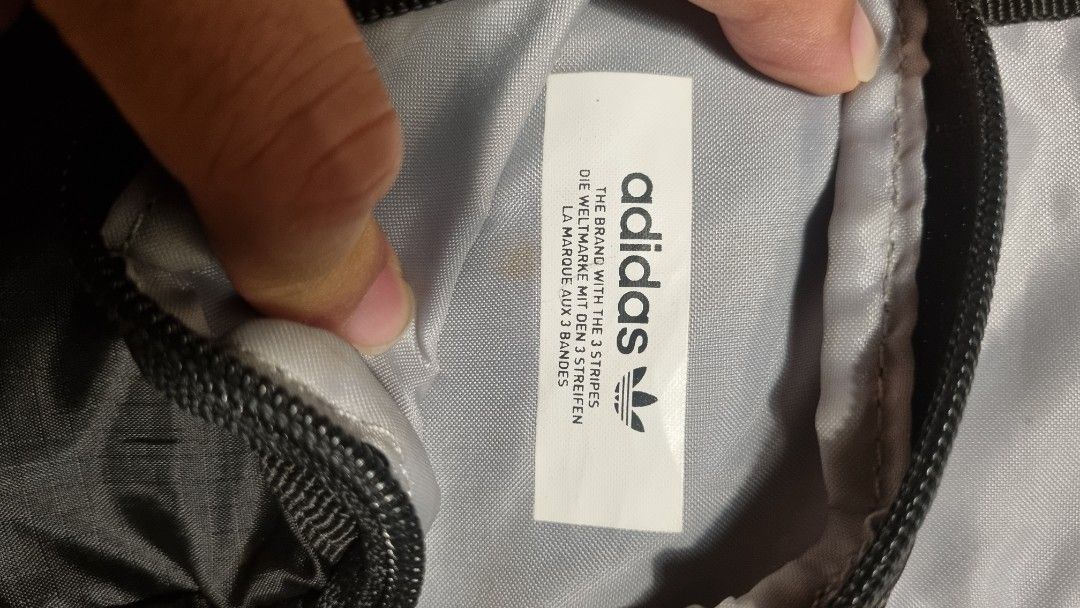 adidas
THE BRAND WITH THE 3 STRIPES
DIE WELTMARKE MIT DEN 3 STREIFEN
LA MARQUE AUX 3 BANDES